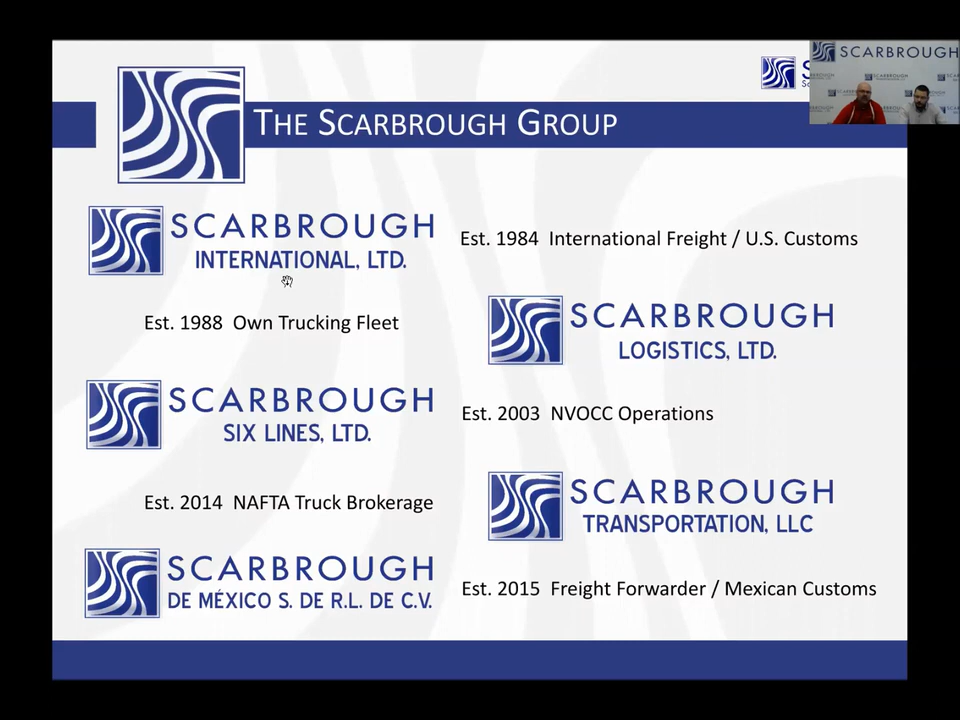 THE SCARBROUGH GROUP
SCARBROUGH
SCARBROUGH
INTERNATIONAL, LTD.
Est. 1984 International Freight / U.S. Customs
Est. 1988 Own Trucking Fleet
SCARBROUGH
LOGISTICS, LTD.
SCARBROUGH
SIX LINES, LTD.
Est. 2003 NVOCC Operations
Est. 2014 NAFTA Truck Brokerage
SCARBROUGH
TRANSPORTATION, LLC
SCARBROUGH
DE MÉXICO S. DE R.L. DE C.V.
Est. 2015 Freight Forwarder / Mexican Customs